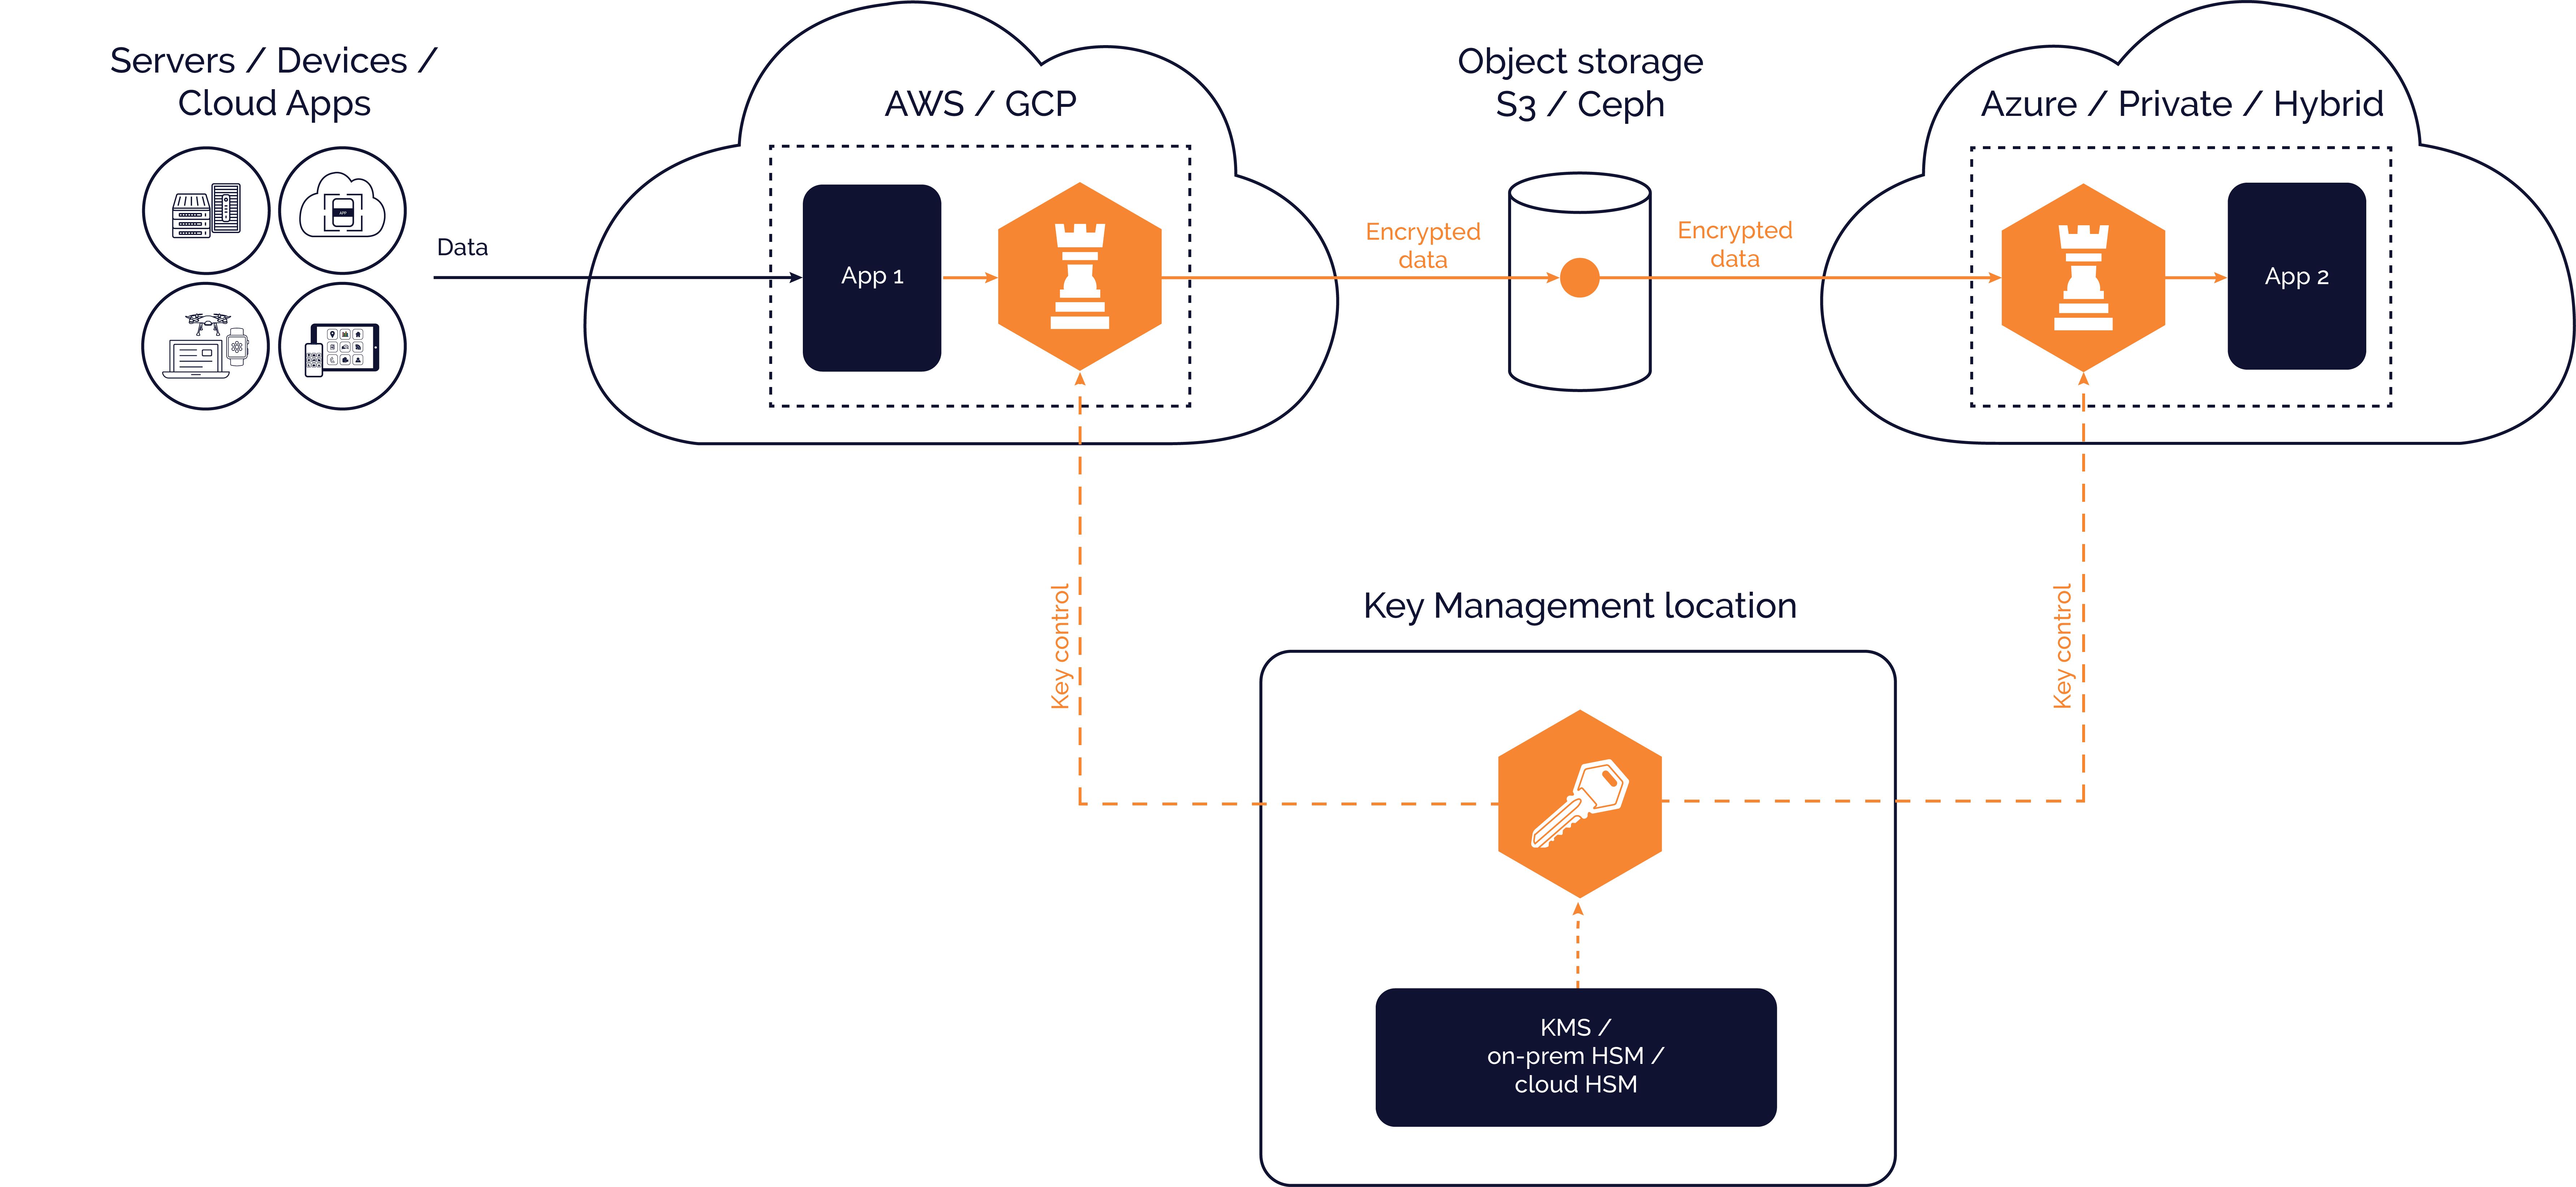 Servers / Devices /
Cloud Apps
APP
Data
AWS / GCP
App 1
Encrypted
data
Object storage
S3 / Ceph
Encrypted
data
Azure / Private / Hybrid
App 2
Key control
Key control
Key Management location
KMS /
on-prem HSM /
cloud HSM